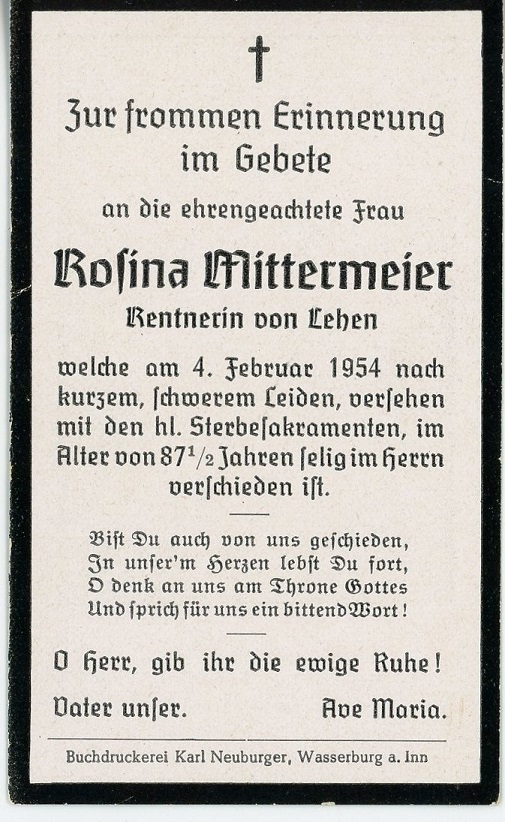 Zur frommen Erinnerung
im Gebete
an die ehrengeachtete Frau
Rosina Mittermeier
Rentnerin von Lehen
welche am 4. Februar 1954 nach
kurzem, schwerem Leiden, versehen
mit den hl. Sterbesakramenten, im
Alter von 87 1/2 Jahren selig im Herrn
verschieden ist.
Bist Du auch von uns geschieden,
In unser'm Herzen lebst Du fort,
O denk an uns am Throne Gottes
Und sprich für uns ein bittend Wort!
O Herr, gib ihr die ewige Ruhe!
Vater unser. Ave Maria.
Buchdruckerei Karl Neuburger, Wasserburg a. Inn